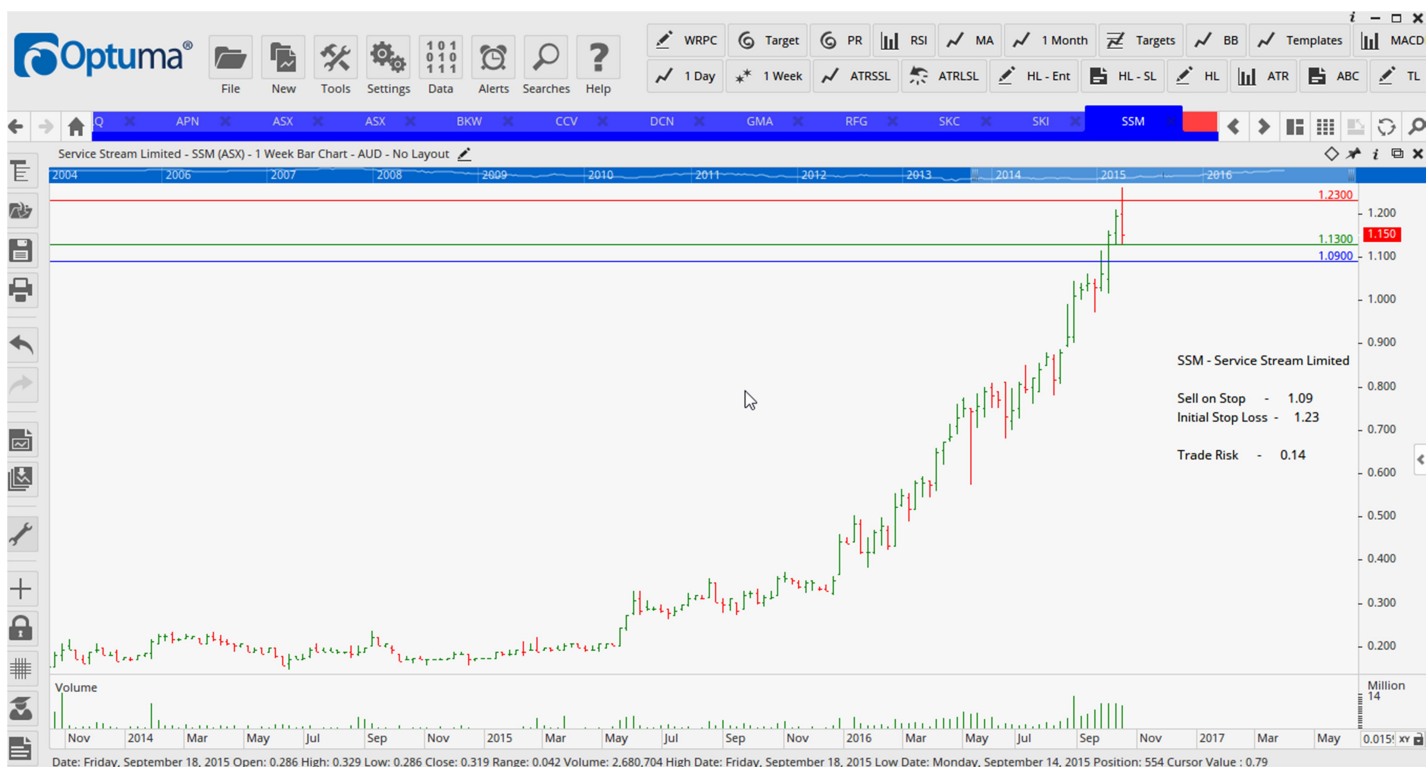 i
Optuma®
File New Tools Settings Data Alerts Searches Help
WRPC Target PR RSI MA 1 Month Targets BB Templates MACD
1 Day 1 Week ATRSSL ATRLSL HL - Ent HL - SL HL ATR ABC TL
Q APN ASX ASX BKW CCV DCN GMA RFG SKC SKI SSM
Service Stream Limited - SSM (ASX) - 1 Week Bar Chart - AUD - No Layout
2004 2006 2007 2008 2009 2010 2011 2012 2013 2014 2015 2016
1.2300
1.200
1.150
1.1300
1.100
1.0900
1.000
0.900
SSM - Service Stream Limited
0.800
Sell on Stop - 1.09
Initial Stop Loss - 1.23
0.700
Trade Risk - 0.14
0.600
0.500
0.400
0.300
0.200
Volume
Million
14
Nov 2014 Mar May Jul Sep Nov 2015 Mar May Jul Sep Nov 2016 Mar May Jul Sep Nov 2017 Mar May XY
Date: Friday, September 18, 2015 Open: 0.286 High: 0.329 Low: 0.286 Close: 0.319 Range: 0.042 Volume: 2,680,704 High Date: Friday, September 18, 2015 Low Date: Monday, September 14, 2015 Position: 554 Cursor Value : 0.79